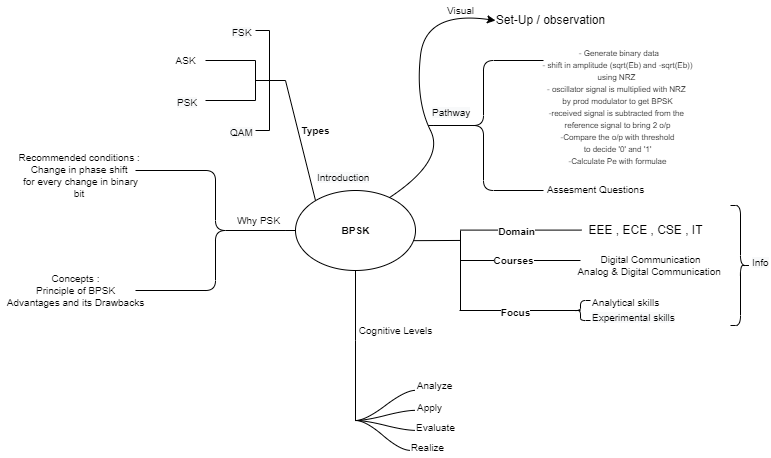 Visual
Set-Up / observation
FSK
ASK
PSK
QAM
Types
Introduction
Pathway
- Generate binary data
- shift in amplitude (sqrt(Eb) and -sqrt(Eb))
using NRZ
- oscillator signal is multiplied with NRZ
by prod modulator to get BPSK
-received signal is subtracted from the
reference signal to bring 2 o/p
-Compare the o/p with threshold
to decide '0' and '1'
-Calculate Pe with formulae
Assesment Questions
Recommended conditions :
Change in phase shift
for every change in binary
bit
Why PSK
BPSK
Concepts :
Principle of BPSK
Advantages and its Drawbacks
Domain
EEE , ECE , CSE , IT
Courses
Digital Communication
Analog & Digital Communication
Info
Focus
Analytical skills
Experimental skills
Cognitive Levels
Analyze
Apply
Evaluate
Realize